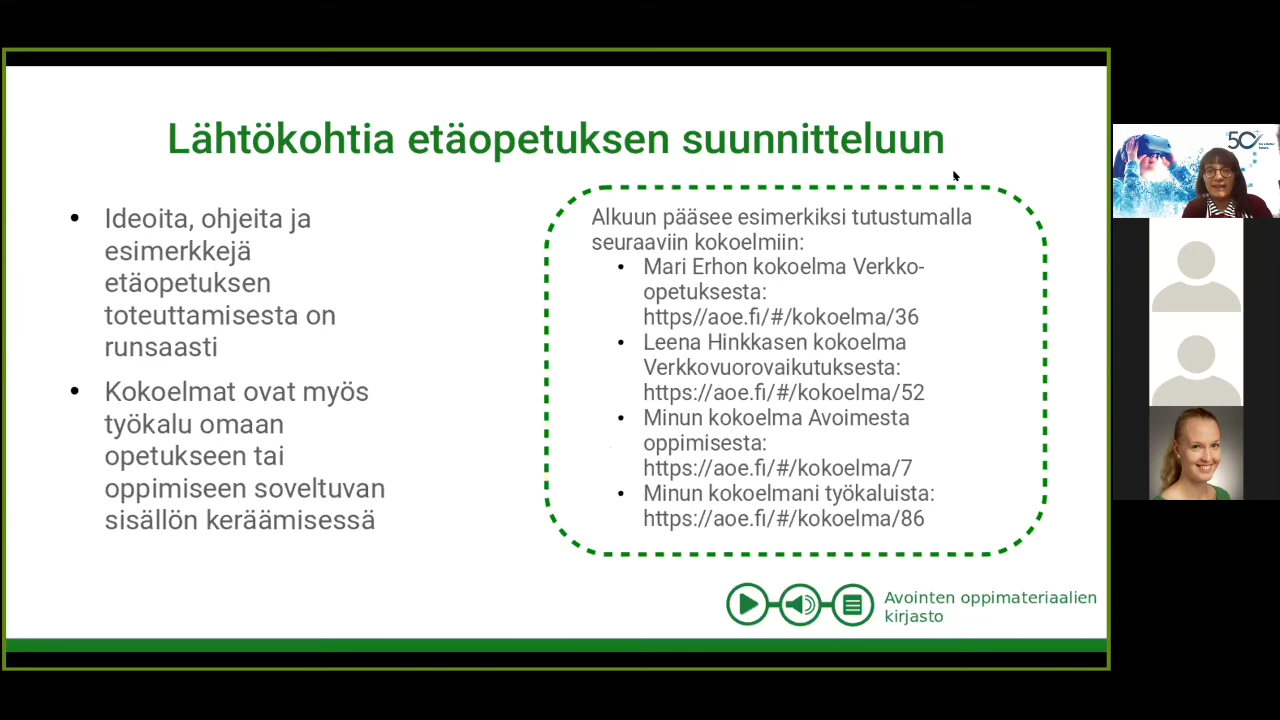 Lähtökohtia etäopetuksen suunnitteluun
• Ideoita, ohjeita ja
esimerkkejä
etäopetuksen
toteuttamisesta on
runsaasti
• Kokoelmat ovat myös
työkalu omaan
opetukseen tai
oppimiseen soveltuvan
sisällön keräämisessä
Alkuun pääsee esimerkiksi tutustumalla
seuraaviin kokoelmiin:
• Mari Erhon kokoelma Verkko-
opetuksesta:
https//aoe.fi/#/kokoelma/36
• Leena Hinkkasen kokoelma
Verkkovuorovaikutuksesta:
https://aoe.fi/#/kokoelma/52
• Minun kokoelma Avoimesta
oppimisesta:
https://aoe.fi/#/kokoelma/7
• Minun kokoelmani työkaluista:
https://aoe.fi/#/kokoelma/86
Avointen oppimateriaalien
kirjasto
50